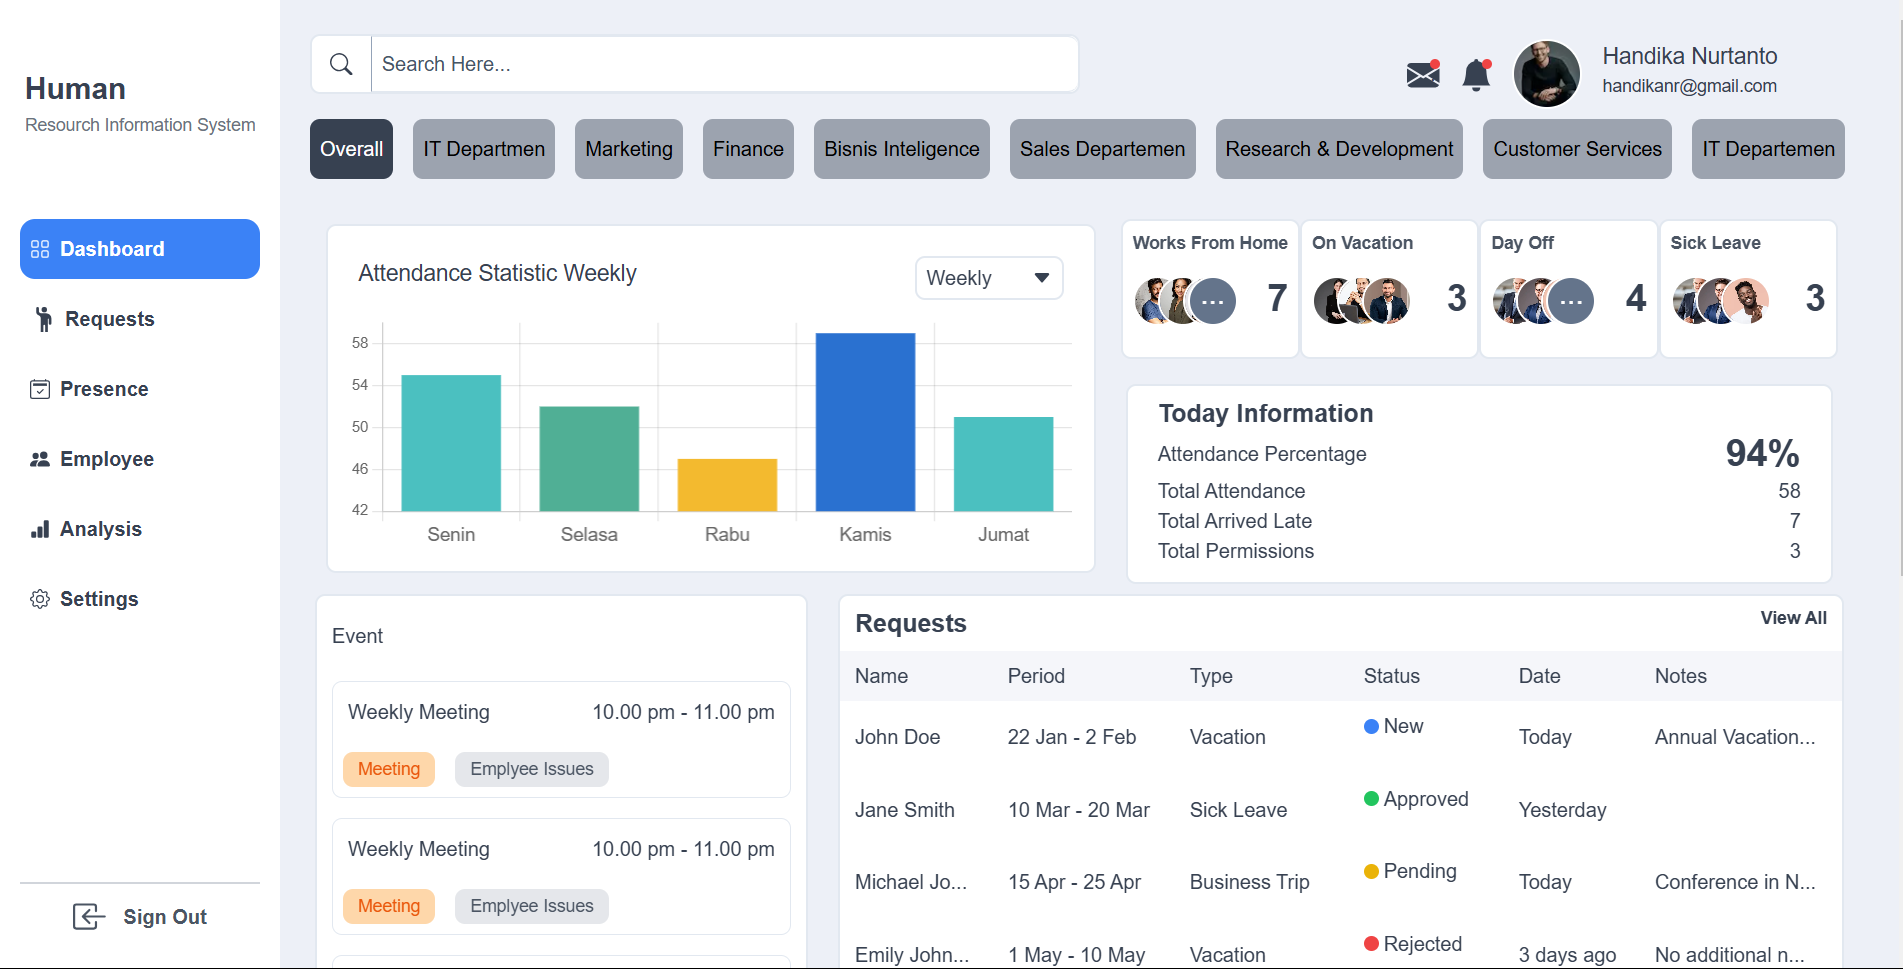 Human
Resourch Information System
Dashboard
Requests
Presence
Employee
Analysis
Settings
Sign Out
Search Here...
Handika Nurtanto
handikanr@gmail.com
Overall
IT Departmen
Marketing
Finance
Bisnis Inteligence
Sales Departemen
Research & Development
Customer Services
IT Departemen
Attendance Statistic Weekly
Weekly
58
54
50
46
42
Senin Selasa Rabu Kamis Jumat
Works From Home
... 7
On Vacation
3
Day Off
... 4
Sick Leave
3
Today Information
Attendance Percentage 94%
Total Attendance 58
Total Arrived Late 7
Total Permissions 3
Event
Weekly Meeting 10.00 pm - 11.00 pm
Meeting Emplyee Issues
Weekly Meeting 10.00 pm - 11.00 pm
Meeting Emplyee Issues
Requests View All
Name Period Type Status Date Notes
John Doe 22 Jan - 2 Feb Vacation New Today Annual Vacation...
Jane Smith 10 Mar - 20 Mar Sick Leave Approved Yesterday
Michael Jo... 15 Apr - 25 Apr Business Trip Pending Today Conference in N...
Emily John... 1 May - 10 May Vacation Rejected 3 days ago No additional n...